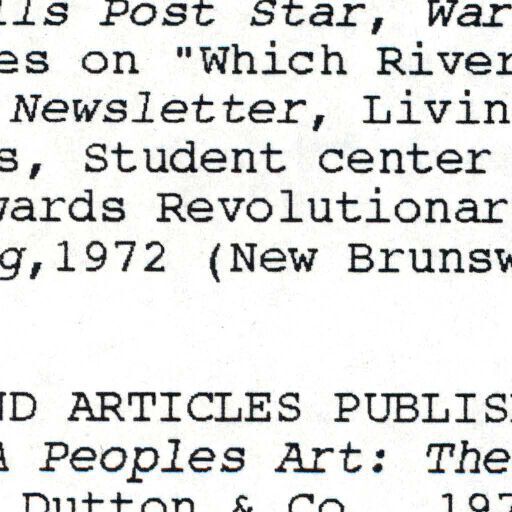 lls Post Star, War
es on "Which River
Newsletter, Livin
s, Student center
wards Revolutionar
g,1972 (New Brunsw
ND ARTICLES PUBLIS
A Peoples Art: The
Dutton & Co., 197